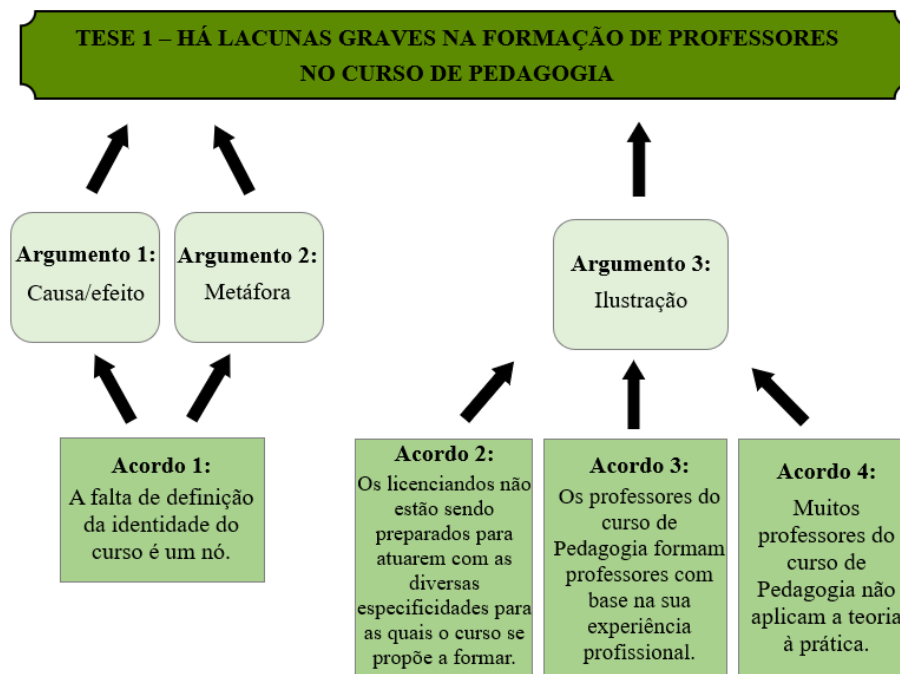 TESE 1 – HÁ LACUNAS GRAVES NA FORMAÇÃO DE PROFESSORES
NO CURSO DE PEDAGOGIA
Argumento 1:
Causa/efeito
Argumento 2:
Metáfora
Argumento 3:
Ilustração
Acordo 1:
A falta de definição
da identidade do
curso é um nó.
Acordo 2:
Os licenciandos não
estão sendo
preparados para
atuarem com as
diversas
especificidades para
as quais o curso se
propõe a formar.
Acordo 3:
Os professores do
curso de
Pedagogia formam
professores com
base na sua
experiência
profissional.
Acordo 4:
Muitos
professores do
curso de
Pedagogia não
aplicam a teoria
à prática.